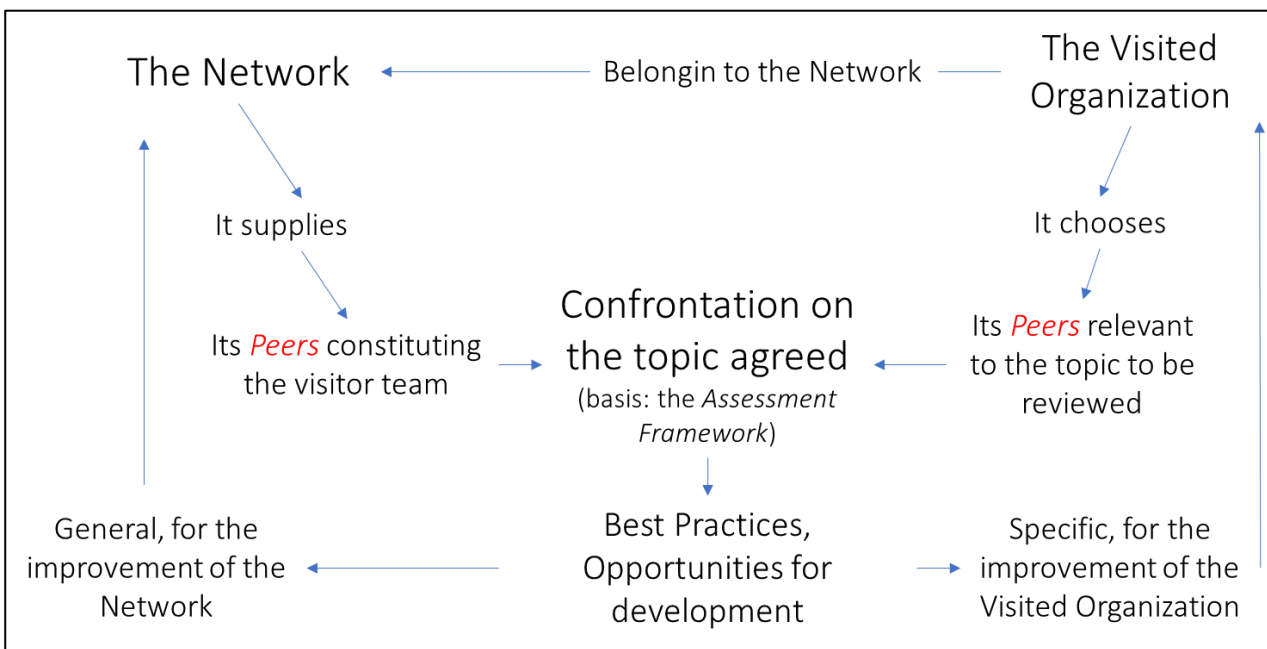 The Network
Belongin to the Network
The Visited
Organization
It supplies
It chooses
Its Peers constituting
the visitor team
Confrontation on
the topic agreed
(basis: the Assessment
Framework)
Its Peers relevant
to the topic to be
reviewed
General, for the
improvement of the
Network
Best Practices,
Opportunities for
development
Specific, for the
improvement of the
Visited Organization